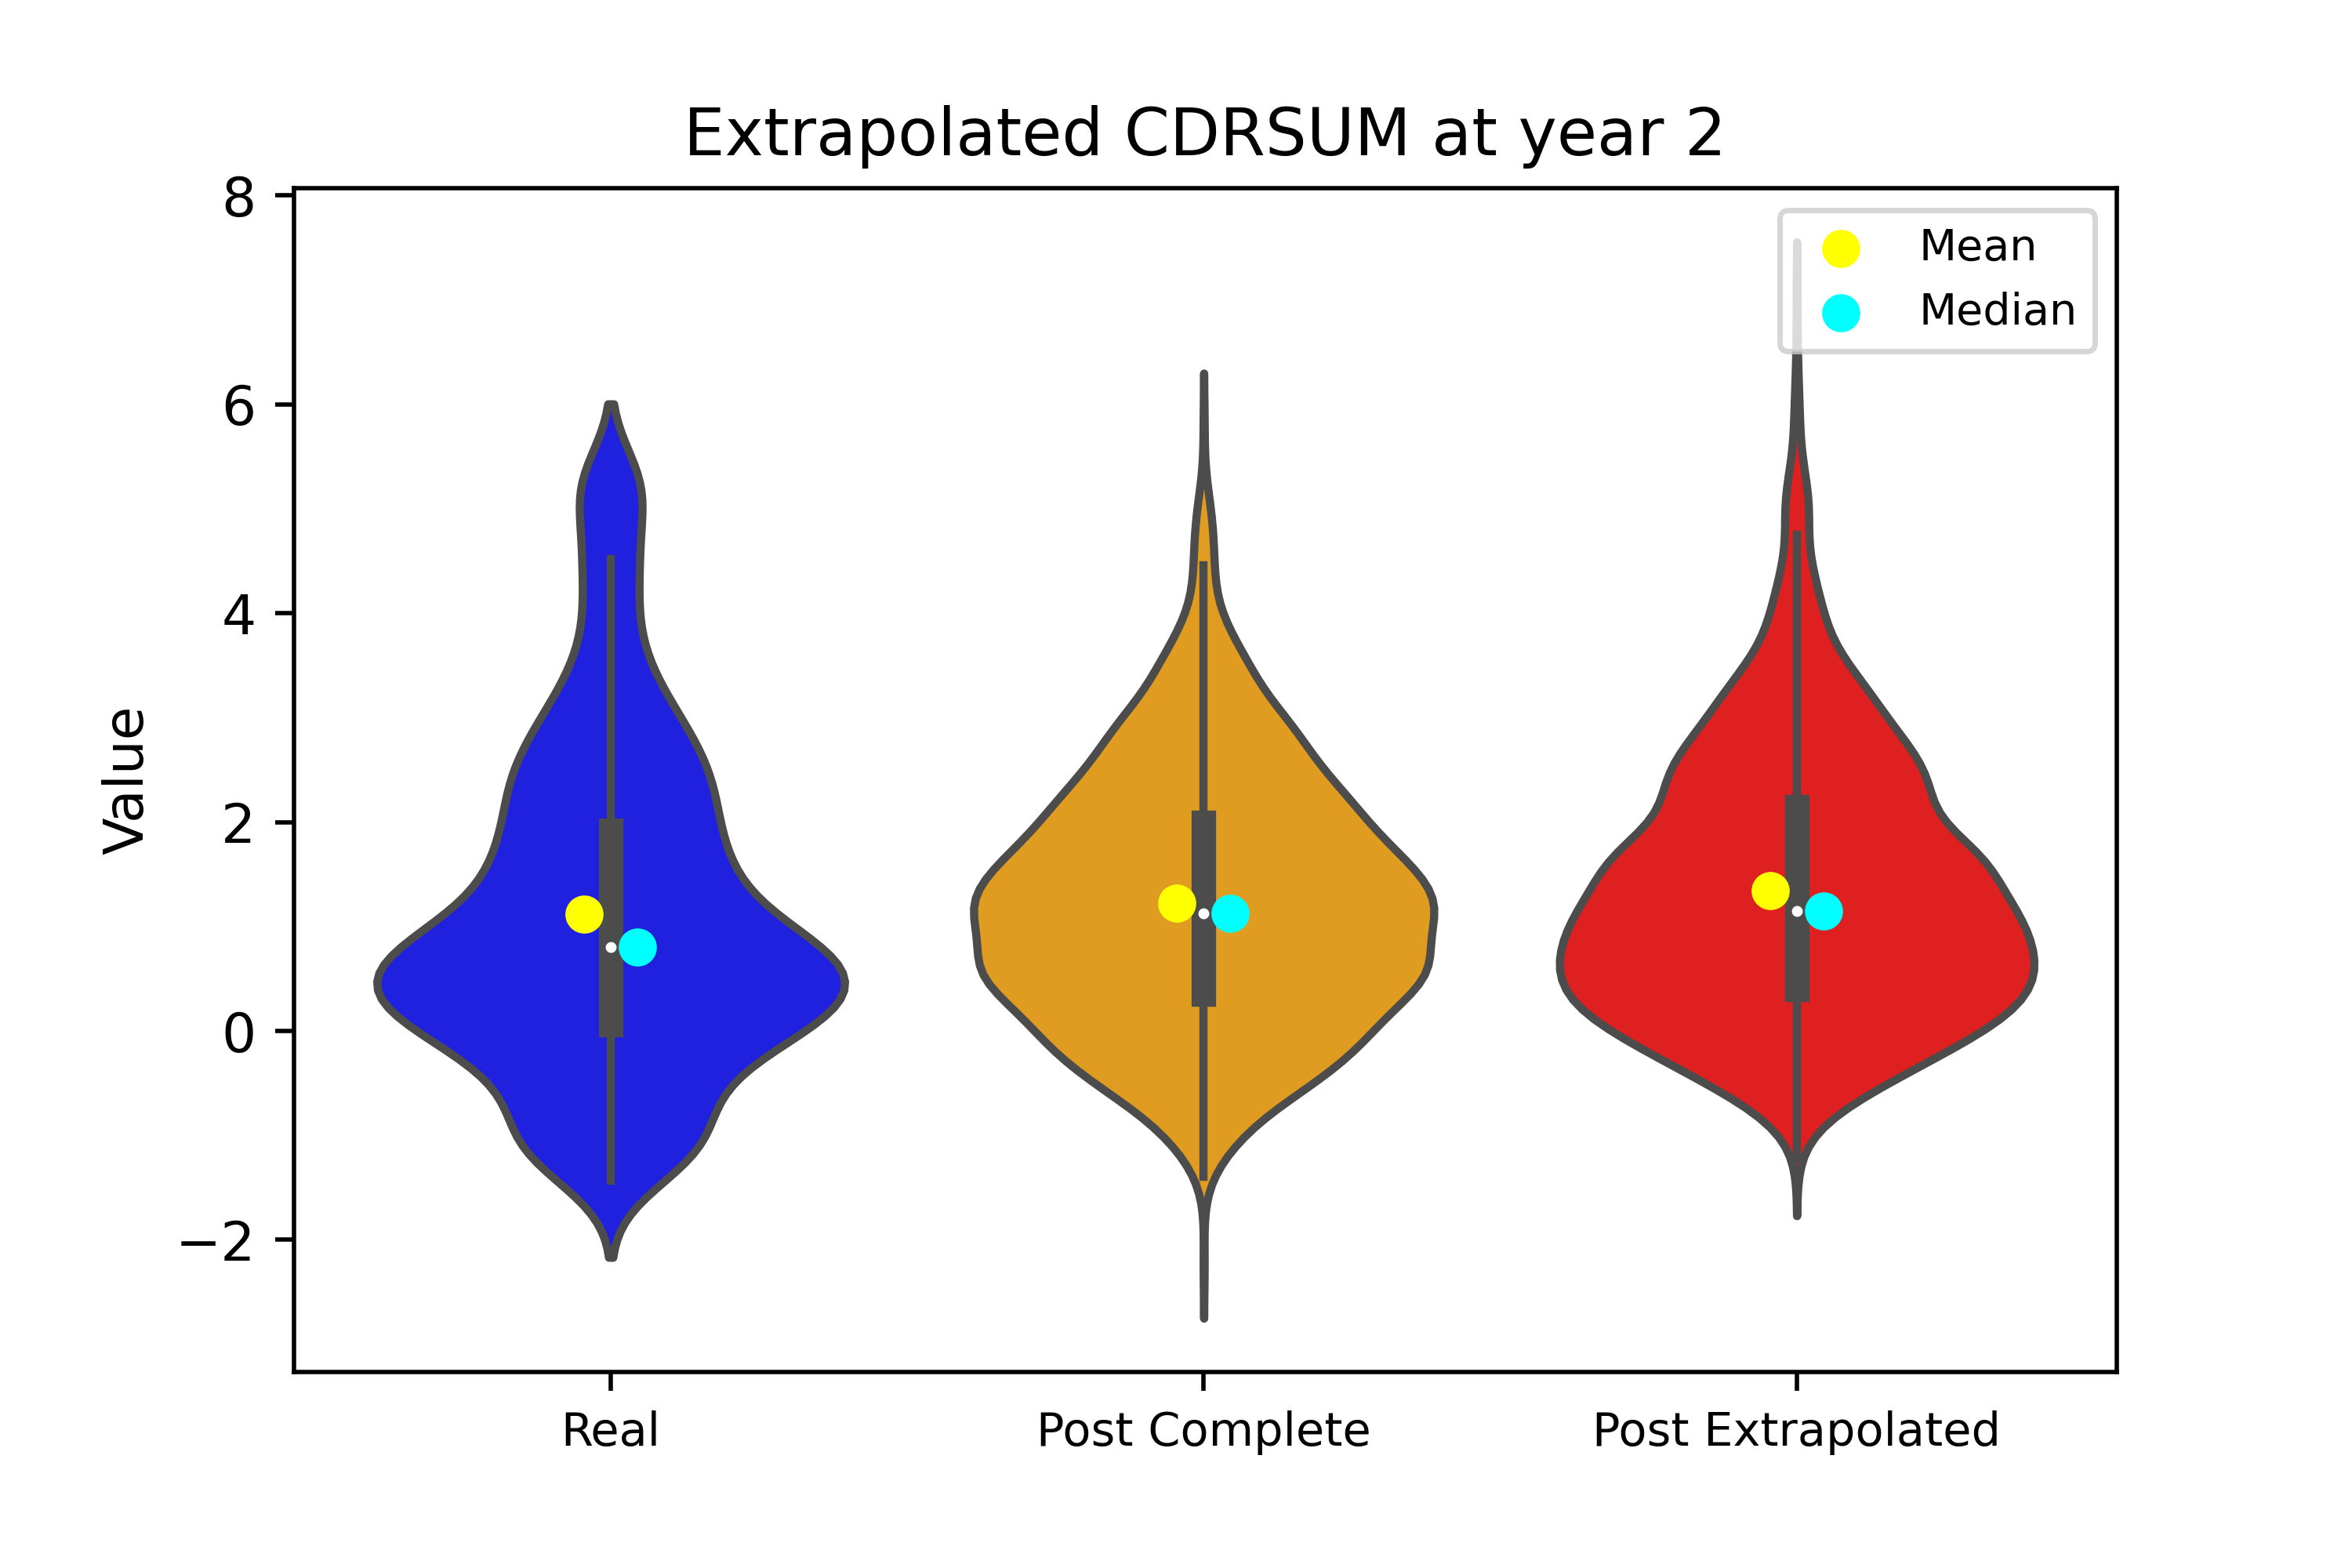 Extrapolated CDRSUM at year 2
8
6
4
2
0
−2
Value
Mean
Median
Real
Post Complete
Post Extrapolated